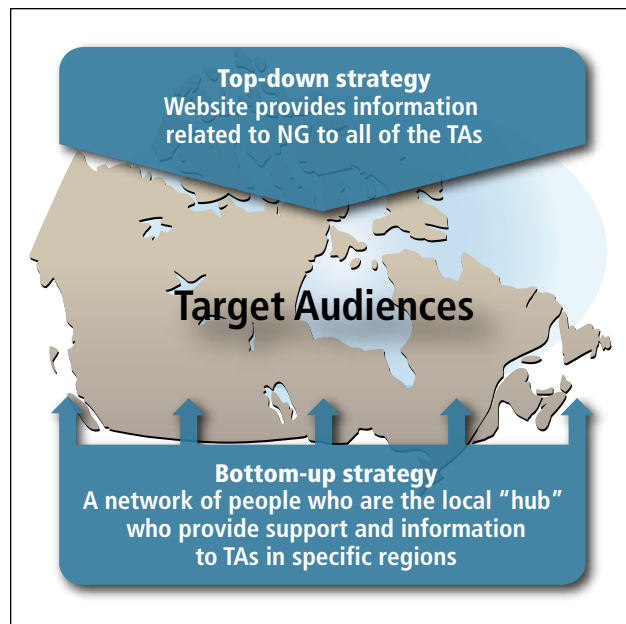 Top-down strategy
Website provides information
related to NG to all of the TAs
Target Audiences
Bottom-up strategy
A network of people who are the local “hub”
who provide support and information
to TAs in specific regions